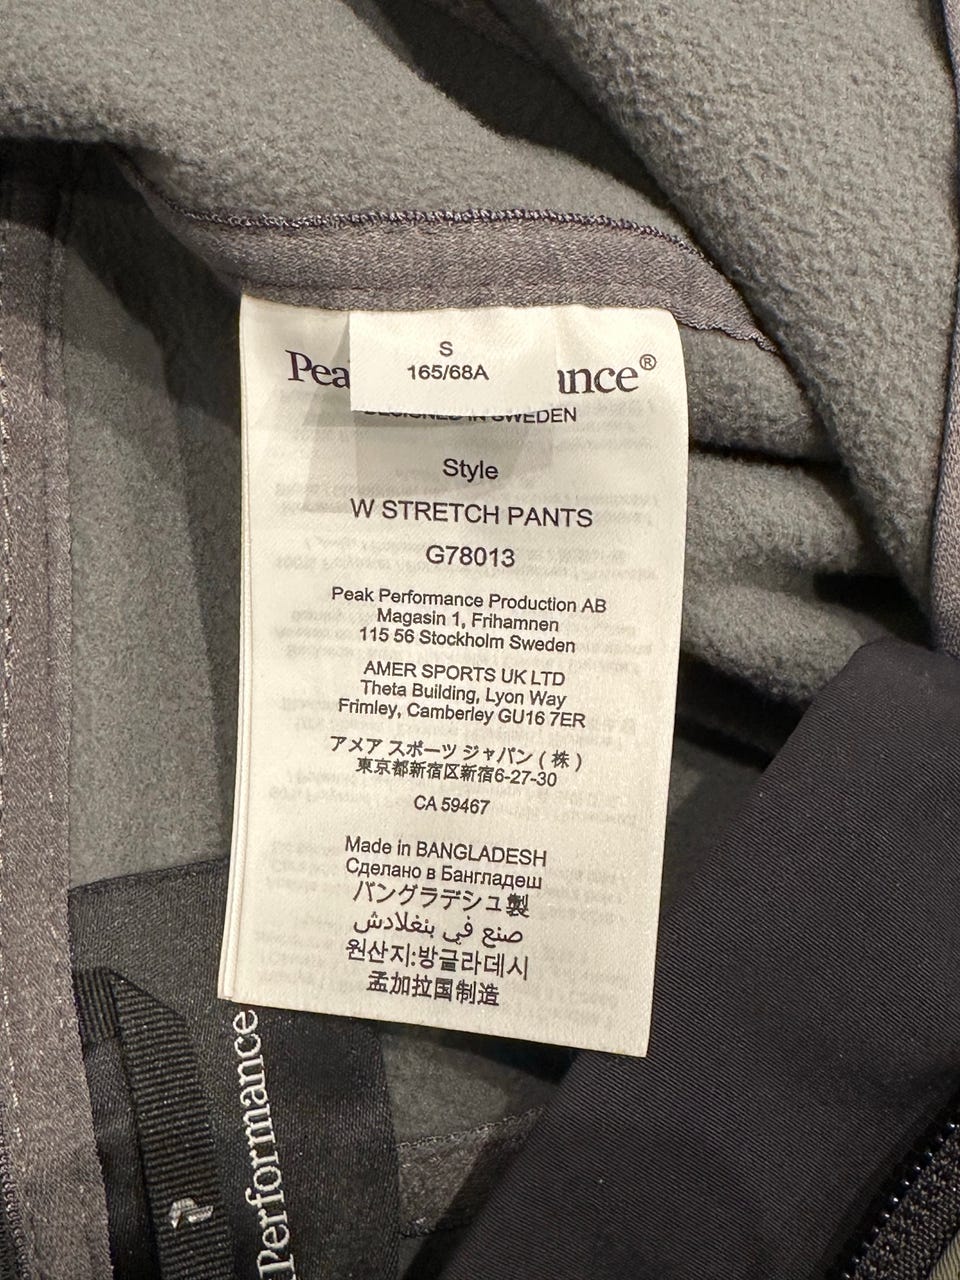 S
165/68A
Pea ance®
DESIGNED IN SWEDEN
Style
W STRETCH PANTS
G78013
Peak Performance Production AB
Magasin 1, Frihamnen
115 56 Stockholm Sweden
AMER SPORTS UK LTD
Theta Building, Lyon Way
Frimley, Camberley GU16 7ER
アメア スポーツ ジャパン ( 株 )
東京都新宿区新宿6-27-30
CA 59467
Made in BANGLADESH
Сделано в Бангладеш
バングラデシュ製
صنع في بنغلادش
원산지:방글라데시
孟加拉国制造
Performance